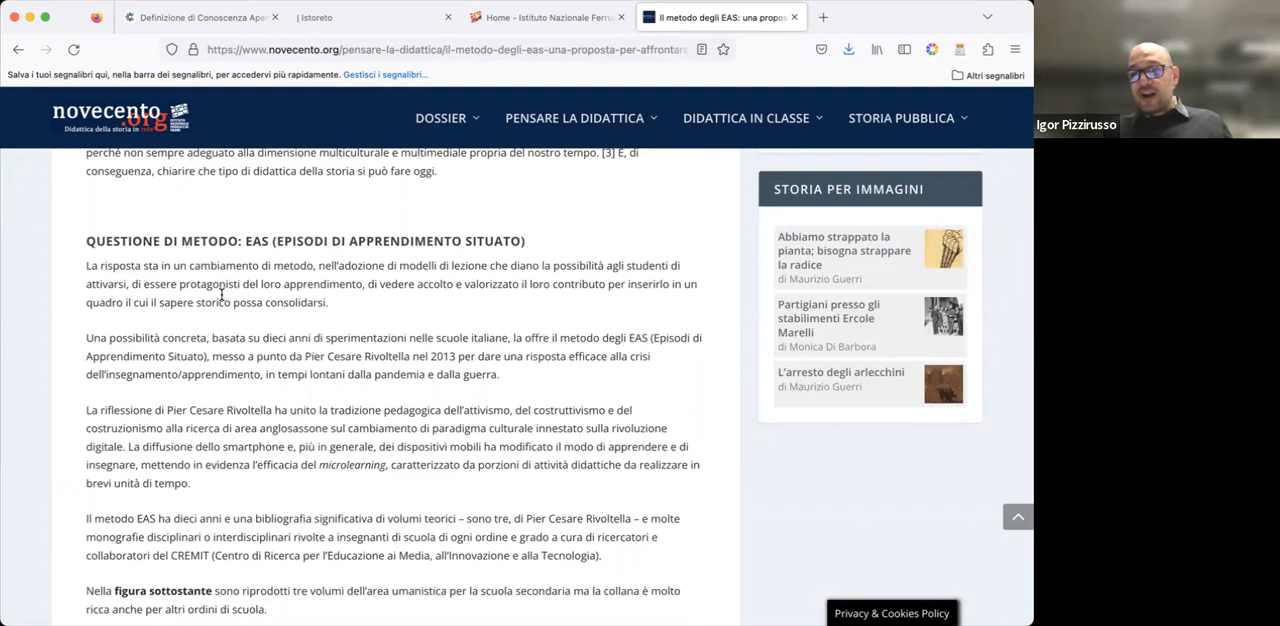 Definizione di Conoscenza Aper
| Istoreto
Home - Istituto Nazionale Ferru
Il metodo degli EAS: una propos
https://www.novecento.org/pensare-la-didattica/il-metodo-degli-eas-una-proposta-per-affrontare
Salva i tuoi segnalibri qui, nella barra dei segnalibri, per accedervi più rapidamente. Gestisci i segnalibri...
Altri segnalibri
novecento.org
Didattica della storia in rete
DOSSIER
PENSARE LA DIDATTICA
DIDATTICA IN CLASSE
STORIA PUBBLICA
Igor Pizzirusso
perché non sempre adeguato alla dimensione multiculturale e multimediale propria del nostro tempo. [3] E, di
conseguenza, chiarire che tipo di didattica della storia si può fare oggi.
QUESTIONE DI METODO: EAS (EPISODI DI APPRENDIMENTO SITUATO)
La risposta sta in un cambiamento di metodo, nell'adozione di modelli di lezione che diano la possibilità agli studenti di
attivarsi, di essere protagonisti del loro apprendimento, di vedere accolto e valorizzato il loro contributo per inserirlo in un
quadro il cui il sapere storico possa consolidarsi.
Una possibilità concreta, basata su dieci anni di sperimentazioni nelle scuole italiane, la offre il metodo degli EAS (Episodi di
Apprendimento Situato), messo a punto da Pier Cesare Rivoltella nel 2013 per dare una risposta efficace alla crisi
dell'insegnamento/apprendimento, in tempi lontani dalla pandemia e dalla guerra.
La riflessione di Pier Cesare Rivoltella ha unito la tradizione pedagogica dell'attivismo, del costruttivismo e del
costruzionismo alla ricerca di area anglosassone sul cambiamento di paradigma culturale innestato sulla rivoluzione
digitale. La diffusione dello smartphone e, più in generale, dei dispositivi mobili ha modificato il modo di apprendere e di
insegnare, mettendo in evidenza l'efficacia del microlearning, caratterizzato da porzioni di attività didattiche da realizzare in
brevi unità di tempo.
Il metodo EAS ha dieci anni e una bibliografia significativa di volumi teorici – sono tre, di Pier Cesare Rivoltella – e molte
monografie disciplinari o interdisciplinari rivolte a insegnanti di scuola di ogni ordine e grado a cura di ricercatori e
collaboratori del CREMIT (Centro di Ricerca per l'Educazione ai Media, all'Innovazione e alla Tecnologia).
Nella figura sottostante sono riprodotti tre volumi dell'area umanistica per la scuola secondaria ma la collana è molto
ricca anche per altri ordini di scuola.
STORIA PER IMMAGINI
Abbiamo strappato la
pianta; bisogna strappare
la radice
di Maurizio Guerri
Partigiani presso gli
stabilimenti Ercole
Marelli
di Monica Di Barbora
L'arresto degli arlecchini
di Maurizio Guerri
Privacy & Cookies Policy